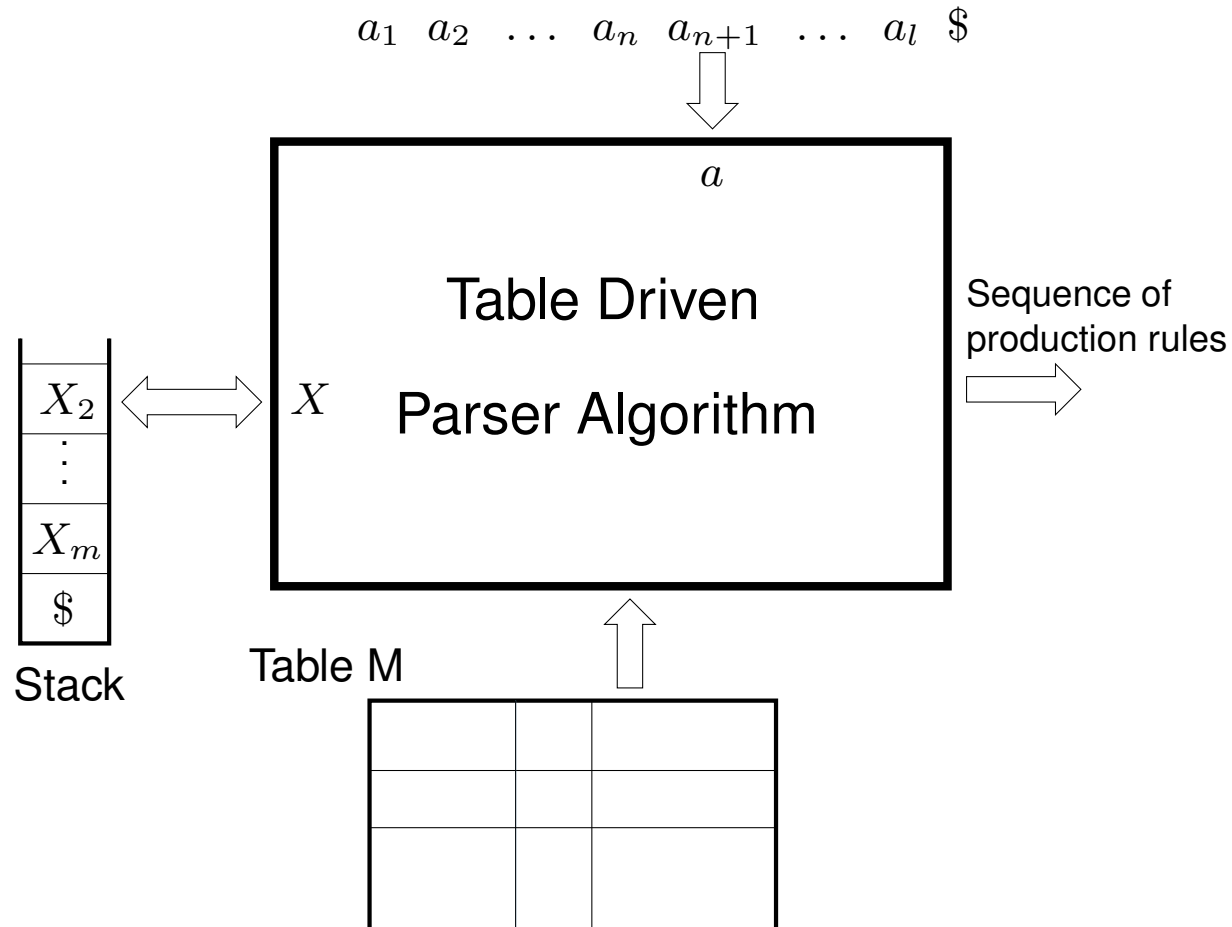 a₁ a₂ … aₙ aₙ₊₁ … aₗ $
a
Table Driven
Parser Algorithm
X
Sequence of
production rules
X₂
⋮
Xₘ
$
Stack
Table M